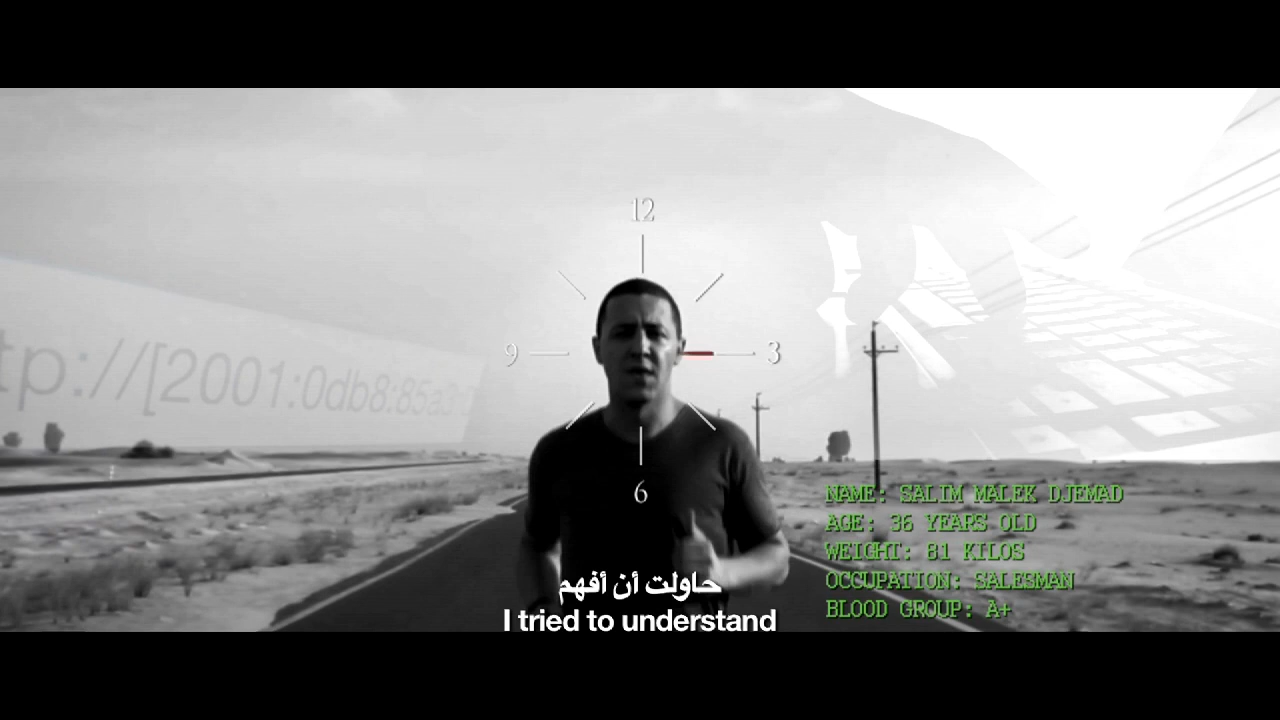 12
9
3
6
tp://[2001:0db8:85a3:
NAME: SALIM MALEK DJEMAD
AGE: 36 YEARS OLD
WEIGHT: 81 KILOS
OCCUPATION: SALESMAN
BLOOD GROUP: A+
حاولت أن أفهم
I tried to understand